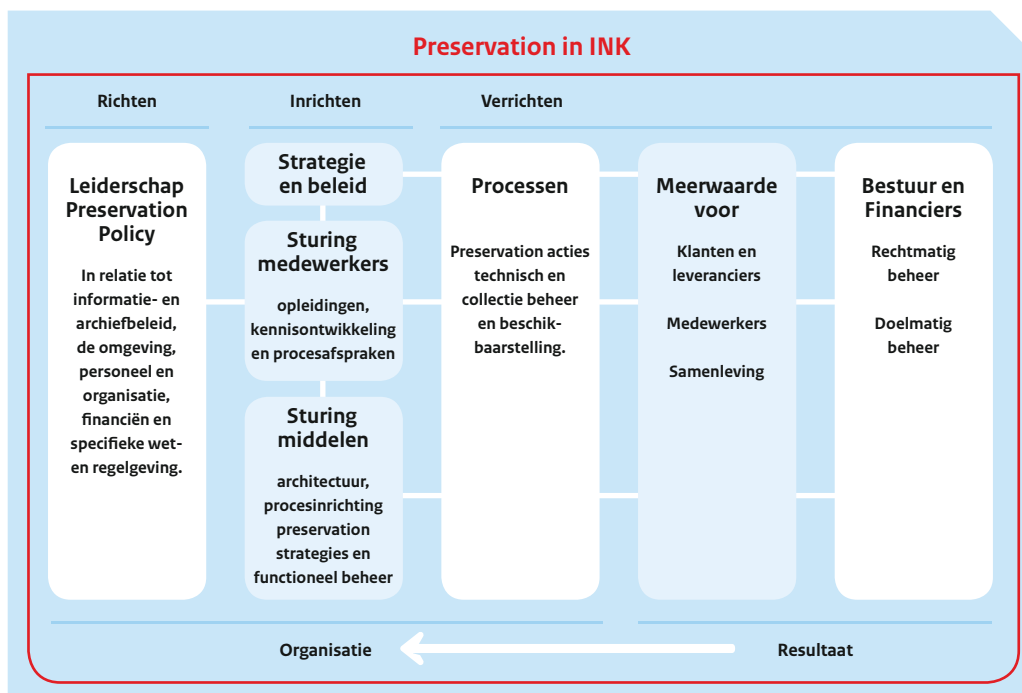 Preservation in INK
Richten
Inrichten
Verrichten
Leiderschap
Preservation
Policy
In relatie tot
informatie- en
archiefbeleid,
de omgeving,
personeel en
organisatie,
financiën en
specifieke wet-
en regelgeving.
Strategie
en beleid
Sturing
medewerkers
opleidingen,
kennisontwikkeling
en procesafspraken
Sturing
middelen
architectuur,
procesinrichting
preservation
strategies en
functioneel beheer
Processen
Preservation acties
technisch en
collectie beheer
en beschik-
baarstelling.
Meerwaarde
voor
Klanten en
leveranciers
Medewerkers
Samenleving
Bestuur en
Financiers
Rechtmatig
beheer
Doelmatig
beheer
Organisatie
Resultaat